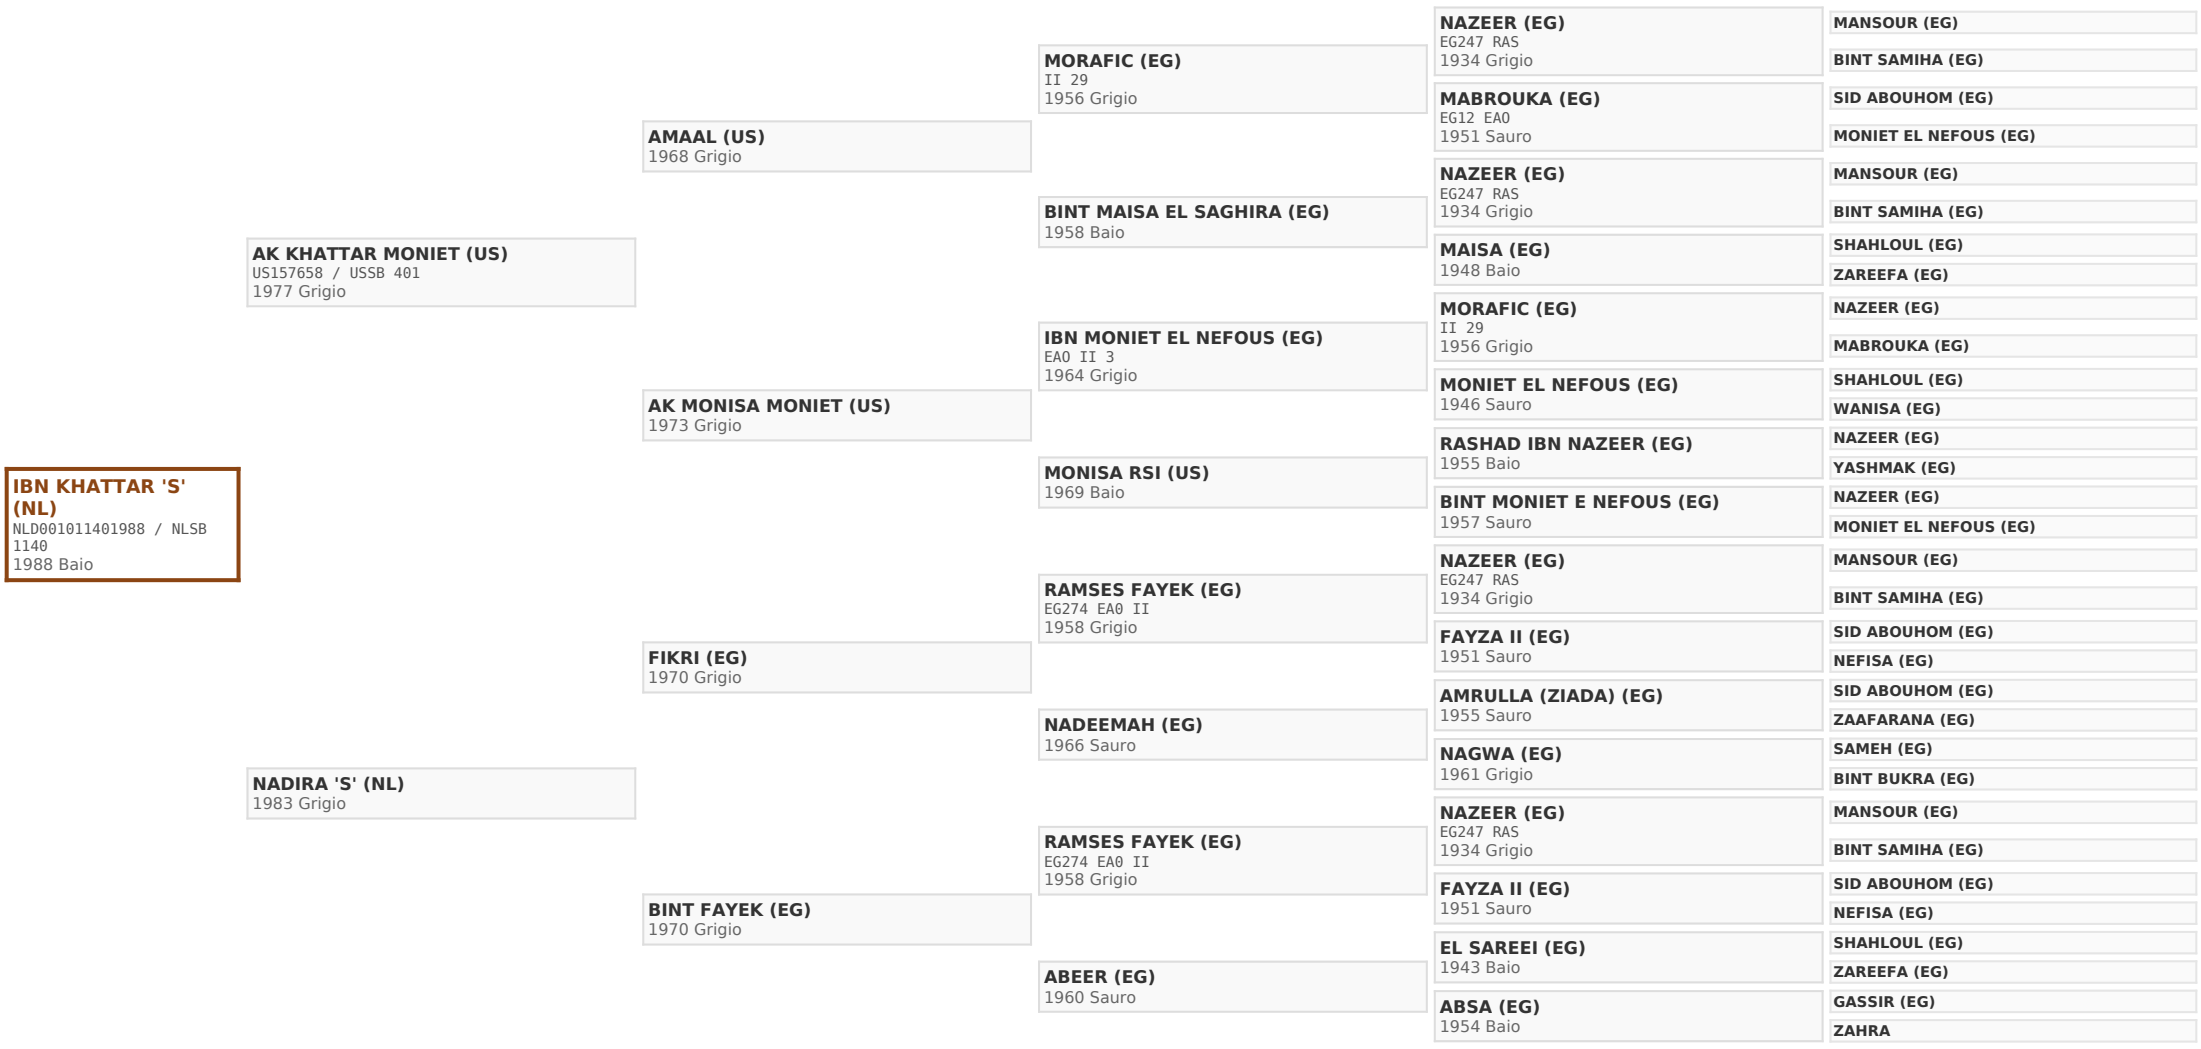 IBN KHATTAR 'S'
(NL)
NLD001011401988 / NLSB
1140
1988 Baio
AK KHATTAR MONIET (US)
US157658 / USSB 401
1977 Grigio
NADIRA 'S' (NL)
1983 Grigio
AMAAL (US)
1968 Grigio
AK MONISA MONIET (US)
1973 Grigio
FIKRI (EG)
1970 Grigio
BINT FAYEK (EG)
1970 Grigio
MORAFIC (EG)
II 29
1956 Grigio
BINT MAISA EL SAGHIRA (EG)
1958 Baio
IBN MONIET EL NEFOUS (EG)
EAO II 3
1964 Grigio
MONISA RSI (US)
1969 Baio
RAMSES FAYEK (EG)
EG274 EA0 II
1958 Grigio
NADEEMAH (EG)
1966 Sauro
RAMSES FAYEK (EG)
EG274 EA0 II
1958 Grigio
ABEER (EG)
1960 Sauro
NAZEER (EG)
EG247 RAS
1934 Grigio
MABROUKA (EG)
EG12 EAO
1951 Sauro
NAZEER (EG)
EG247 RAS
1934 Grigio
MAISA (EG)
1948 Baio
MORAFIC (EG)
II 29
1956 Grigio
MONIET EL NEFOUS (EG)
1946 Sauro
RASHAD IBN NAZEER (EG)
1955 Baio
BINT MONIET E NEFOUS (EG)
1957 Sauro
NAZEER (EG)
EG247 RAS
1934 Grigio
FAYZA II (EG)
1951 Sauro
AMRULLA (ZIADA) (EG)
1955 Sauro
NAGWA (EG)
1961 Grigio
NAZEER (EG)
EG247 RAS
1934 Grigio
FAYZA II (EG)
1951 Sauro
EL SAREEI (EG)
1943 Baio
ABSA (EG)
1954 Baio
MANSOUR (EG)
BINT SAMIHA (EG)
SID ABOUHOM (EG)
MONIET EL NEFOUS (EG)
MANSOUR (EG)
BINT SAMIHA (EG)
SHAHLOUL (EG)
ZAREEFA (EG)
NAZEER (EG)
MABROUKA (EG)
SHAHLOUL (EG)
WANISA (EG)
NAZEER (EG)
YASHMAK (EG)
NAZEER (EG)
MONIET EL NEFOUS (EG)
MANSOUR (EG)
BINT SAMIHA (EG)
SID ABOUHOM (EG)
NEFISA (EG)
SID ABOUHOM (EG)
ZAAFARANA (EG)
SAMEH (EG)
BINT BUKRA (EG)
MANSOUR (EG)
BINT SAMIHA (EG)
SID ABOUHOM (EG)
NEFISA (EG)
SHAHLOUL (EG)
ZAREEFA (EG)
GASSIR (EG)
ZAHRA